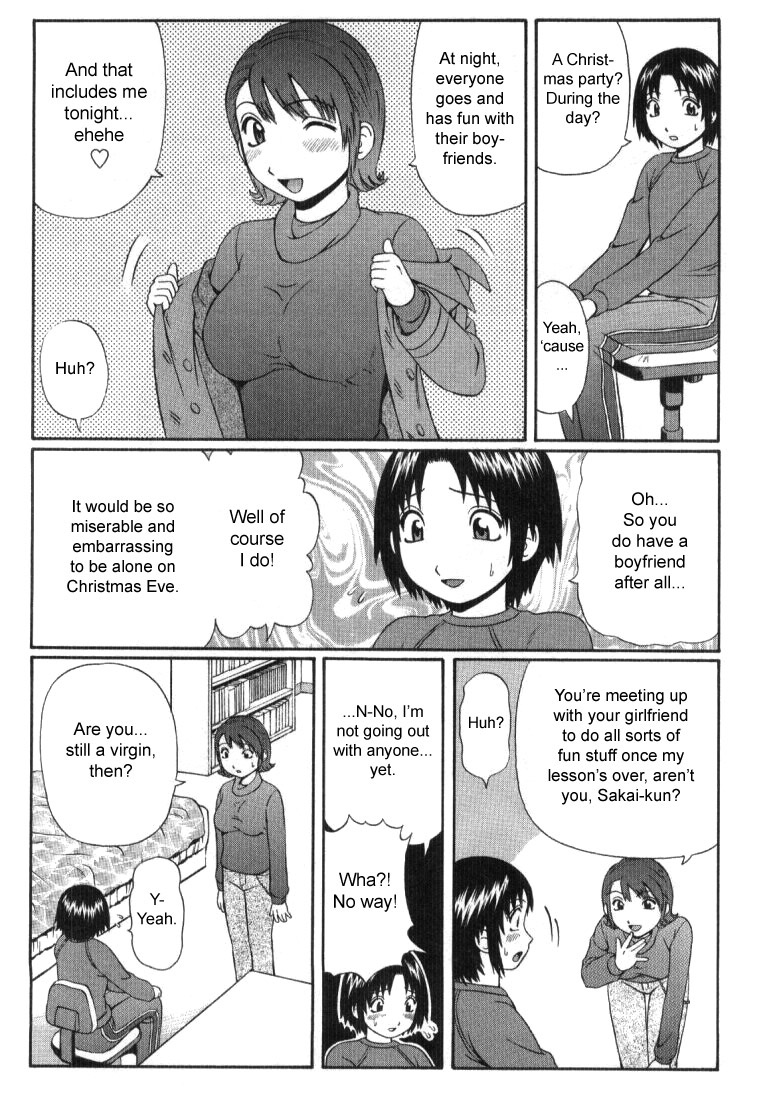 A Christ-
mas party?
During the
day?
Yeah,
'cause
...
At night,
everyone
goes and
has fun with
their boy-
friends.
And that
includes me
tonight...
ehehe
♡
Huh?
Oh...
So you
do have a
boyfriend
after all...
Well of
course
I do!
It would be so
miserable and
embarrassing
to be alone on
Christmas Eve.
You're meeting up
with your girlfriend
to do all sorts of
fun stuff once my
lesson's over, aren't
you, Sakai-kun?
Huh?
...N-No, I'm
not going out
with anyone...
yet.
Wha?!
No way!
Are you...
still a virgin,
then?
Y-
Yeah.